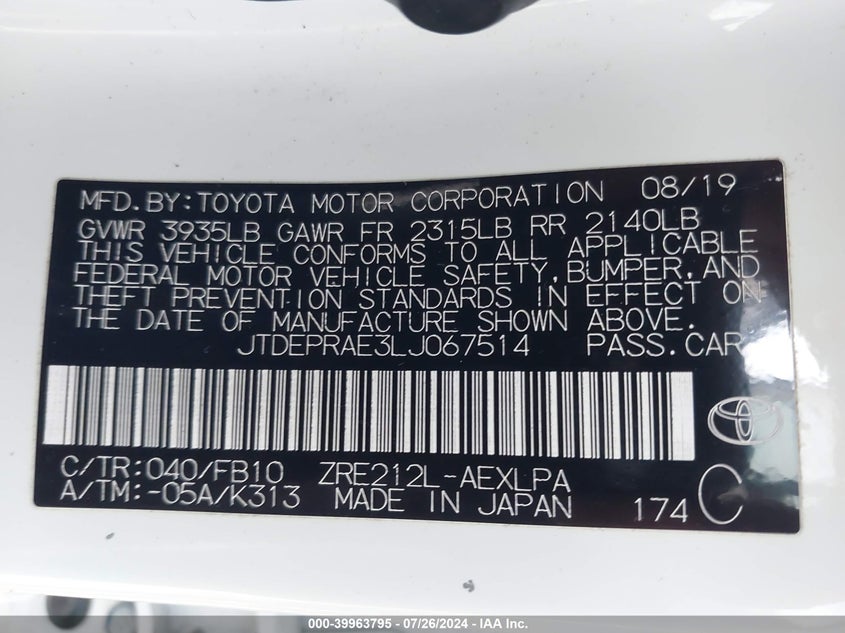 MFD.BY:TOYOTA MOTOR CORPORATION 08/19
GVWR 3935LB GAWR FR 2315LB RR 2140LB
THIS VEHICLE CONFORMS TO ALL APPLICABLE
FEDERAL MOTOR VEHICLE SAFETY,BUMPER,AND
THEFT PREVENTION STANDARDS IN EFFECT ON
THE DATE OF MANUFACTURE SHOWN ABOVE.
JTDEPRAE3LJ067514 PASS.CAR
C/TR:040/FB10 ZRE212L-AEXLPA
A/TM:-05A/K313 MADE IN JAPAN 174 C
000-39963795 - 07/26/2024 - IAA Inc.